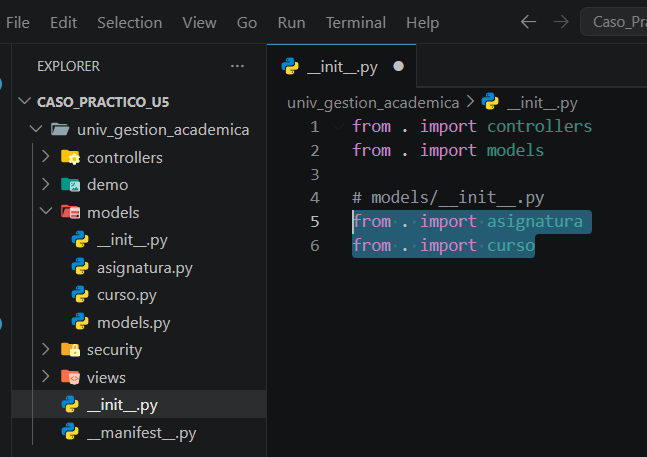 File Edit Selection View Go Run Terminal Help ← → Caso_Pra
EXPLORER ...
CASO_PRACTICO_U5
univ_gestion_academica
controllers
demo
models
__init__.py
asignatura.py
curso.py
models.py
security
views
__init__.py
__manifest__.py
__init__.py
univ_gestion_academica > __init__.py
1 from . import controllers
2 from . import models
3
4 # models/__init__.py
5 from . import asignatura
6 from . import curso